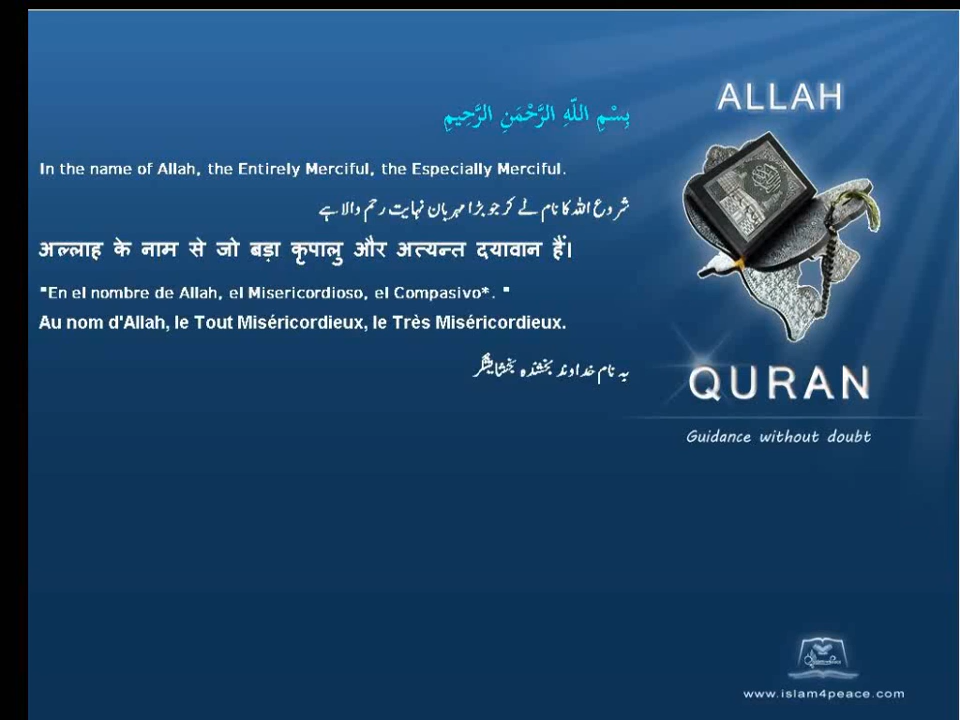 بِسْمِ اللّهِ الرَّحْمَنِ الرَّحِيمِ
In the name of Allah, the Entirely Merciful, the Especially Merciful.
شروع اللہ کا نام لے کر جو بڑا مہربان نہایت رحم والا ہے
अल्लाह के नाम से जो बड़ा कृपालु और अत्यन्त दयावान हैं।
"En el nombre de Allah, el Misericordioso, el Compasivo*. "
Au nom d'Allah, le Tout Miséricordieux, le Très Miséricordieux.
به نام خداوند بخشنده بخشایشگر
ALLAH
QURAN
Guidance without doubt
www.islam4peace.com